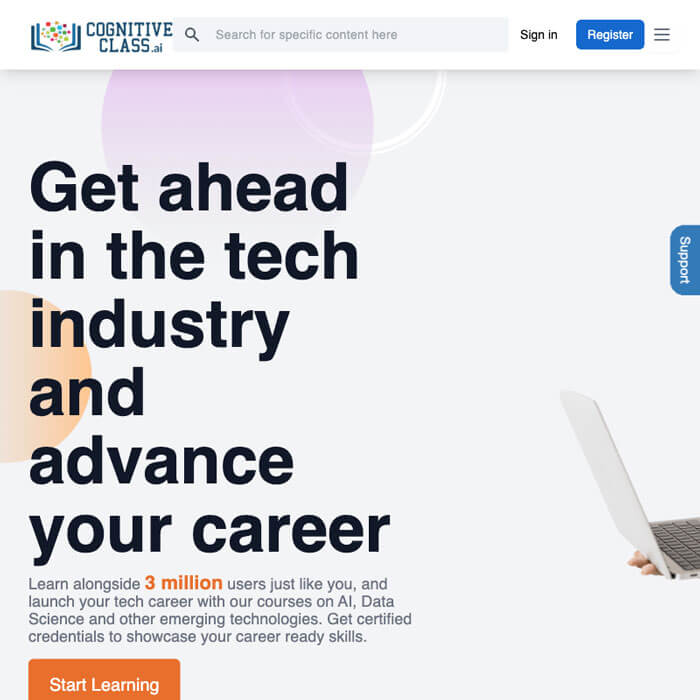 COGNITIVE
CLASS.ai
Search for specific content here
Sign in
Register
Get ahead
in the tech
industry
and
advance
your career
Support
Learn alongside 3 million users just like you, and
launch your tech career with our courses on AI, Data
Science and other emerging technologies. Get certified
credentials to showcase your career ready skills.
Start Learning